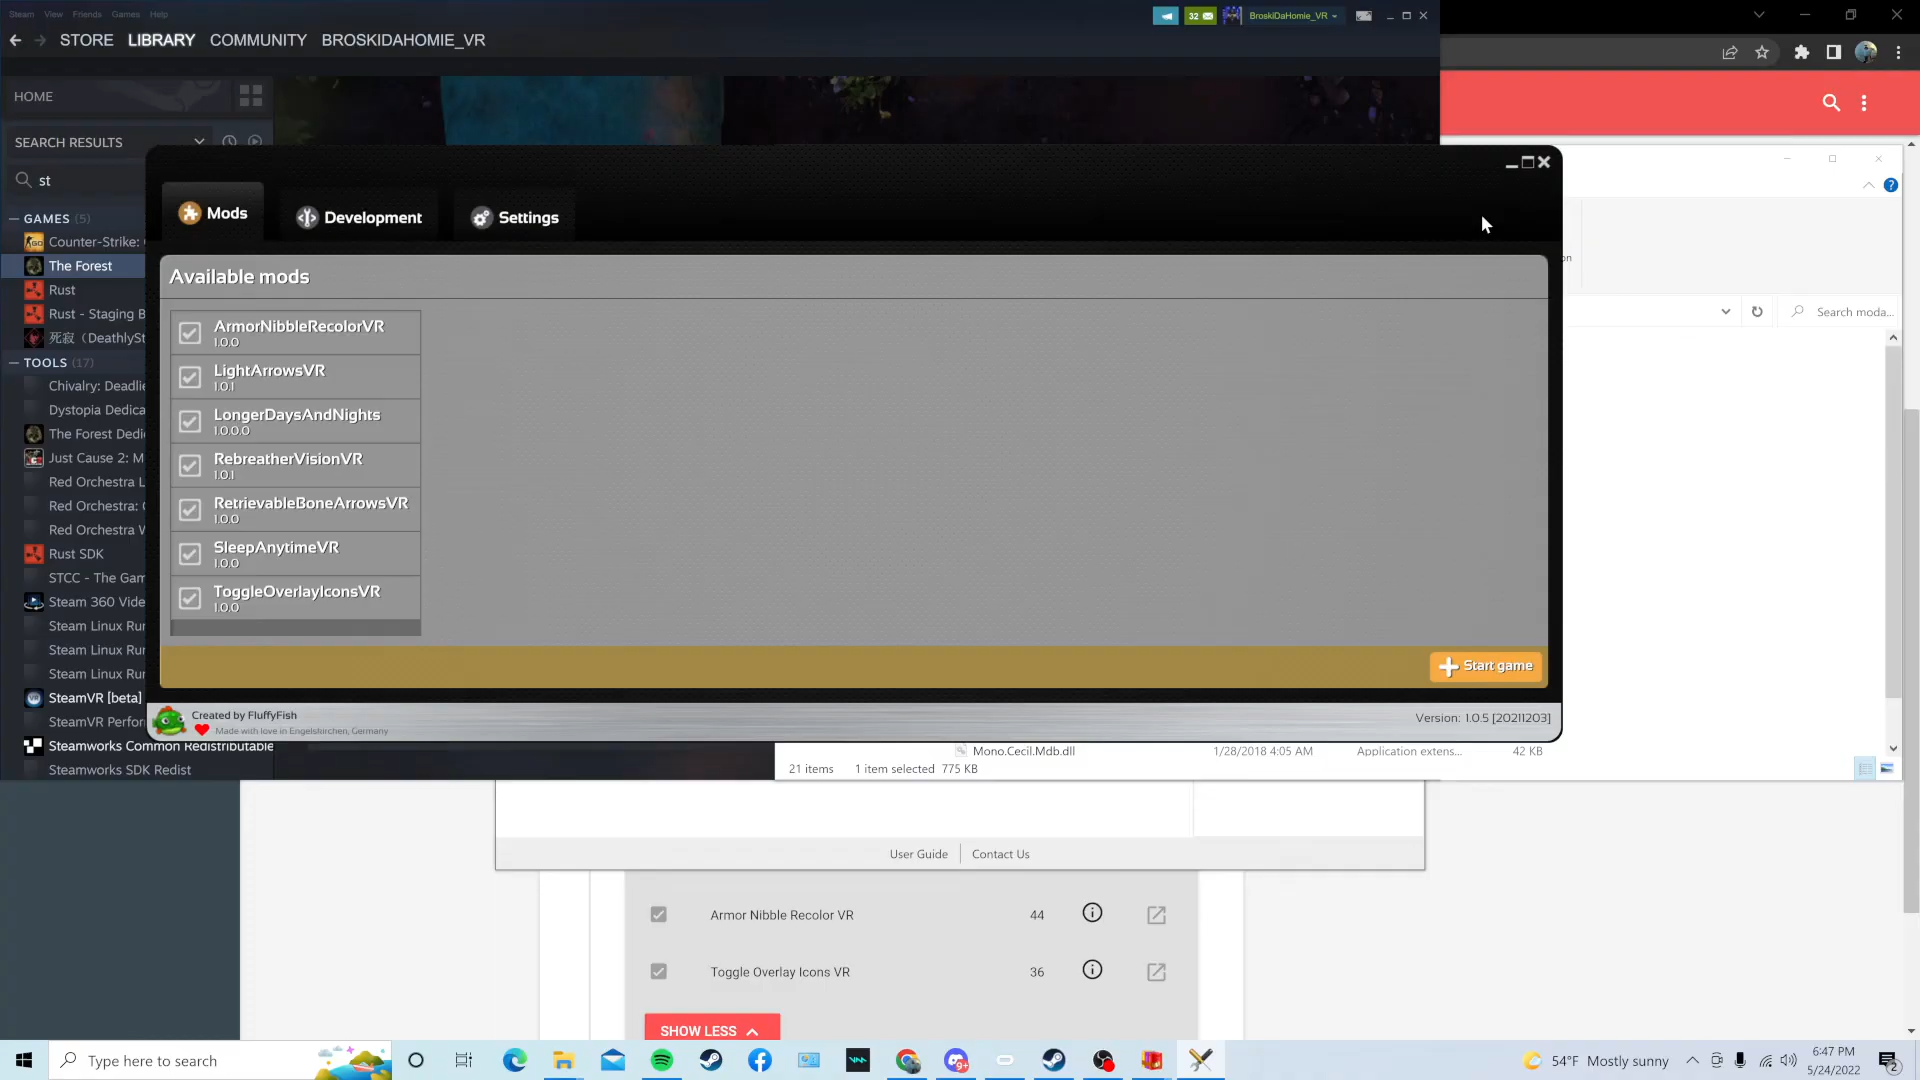 Steam View Friends Games Help
32 BroskiDaHomie_VR
STORE LIBRARY COMMUNITY BROSKIDAHOMIE_VR
HOME
SEARCH RESULTS
st
GAMES (5)
Counter-Strike:
The Forest
Rust
Rust - Staging B
死寂（DeathlySt
TOOLS (17)
Chivalry: Deadlie
Dystopia Dedica
The Forest Dedi
Just Cause 2: M
Red Orchestra L
Red Orchestra:
Red Orchestra W
Rust SDK
STCC - The Gam
Steam 360 Vide
Steam Linux Run
Steam Linux Run
Steam Linux Run
SteamVR [beta]
SteamVR Perfor
Steamworks Common Redistributable
Steamworks SDK Redist
Mods
Development
Settings
Available mods
ArmorNibbleRecolorVR
1.0.0
LightArrowsVR
1.0.1
LongerDaysAndNights
1.0.0.0
RebreatherVisionVR
1.0.1
RetrievableBoneArrowsVR
1.0.0
SleepAnytimeVR
1.0.0
ToggleOverlayIconsVR
1.0.0
Start game
Created by FluffyFish
Made with love in Engelskirchen, Germany
Version: 1.0.5 [20211203]
on
Search moda...
Mono.Cecil.Mdb.dll 1/28/2018 4:05 AM Application extens... 42 KB
21 items 1 item selected 775 KB
User Guide Contact Us
Armor Nibble Recolor VR 44
Toggle Overlay Icons VR 36
SHOW LESS
Type here to search
9+
54°F Mostly sunny
6:47 PM
5/24/2022
2